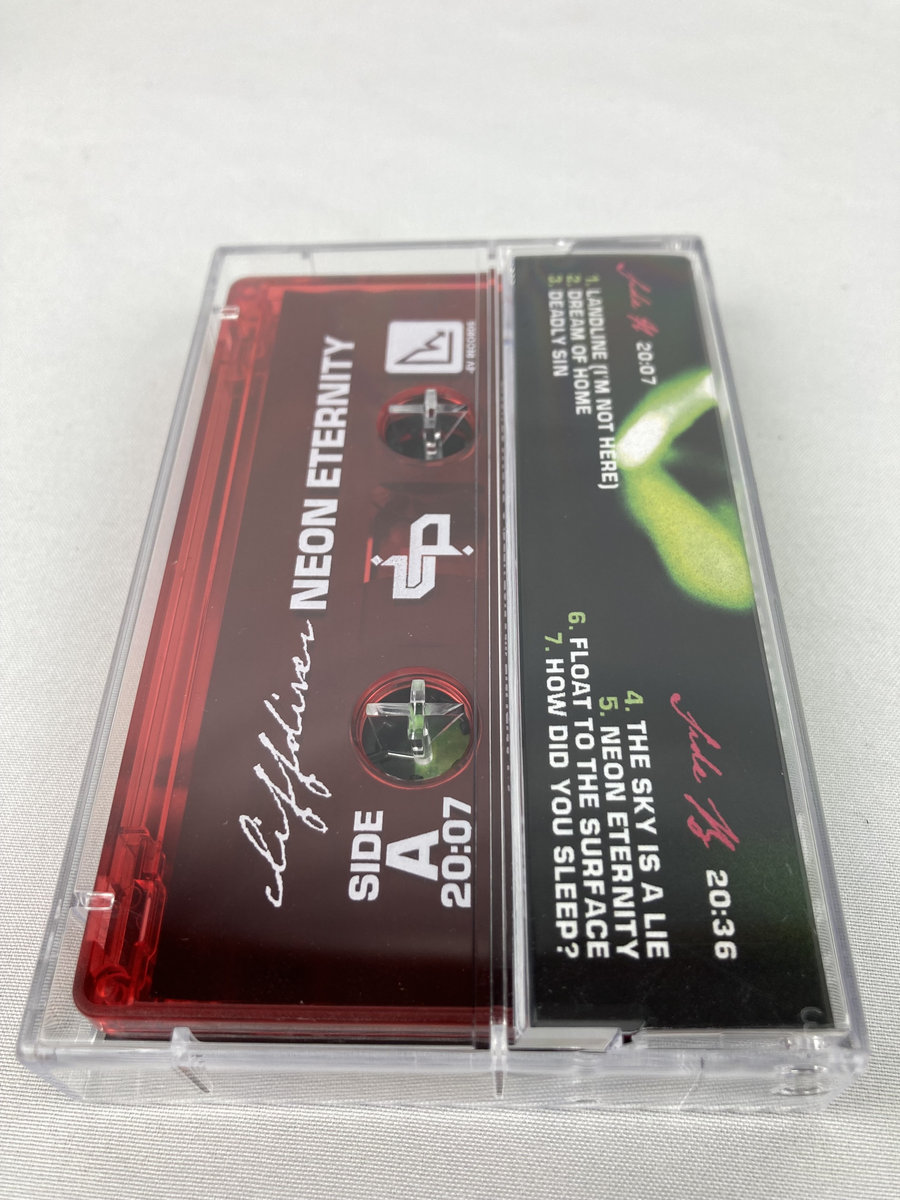 cliffdiver NEON ETERNITY
SIDE
A
20:07
Side A 20:07
1. LANDLINE (I'M NOT HERE)
2. DREAM OF HOME
3. DEADLY SIN
Side B 20:36
4. THE SKY IS A LIE
5. NEON ETERNITY
6. FLOAT TO THE SURFACE
7. HOW DID YOU SLEEP?